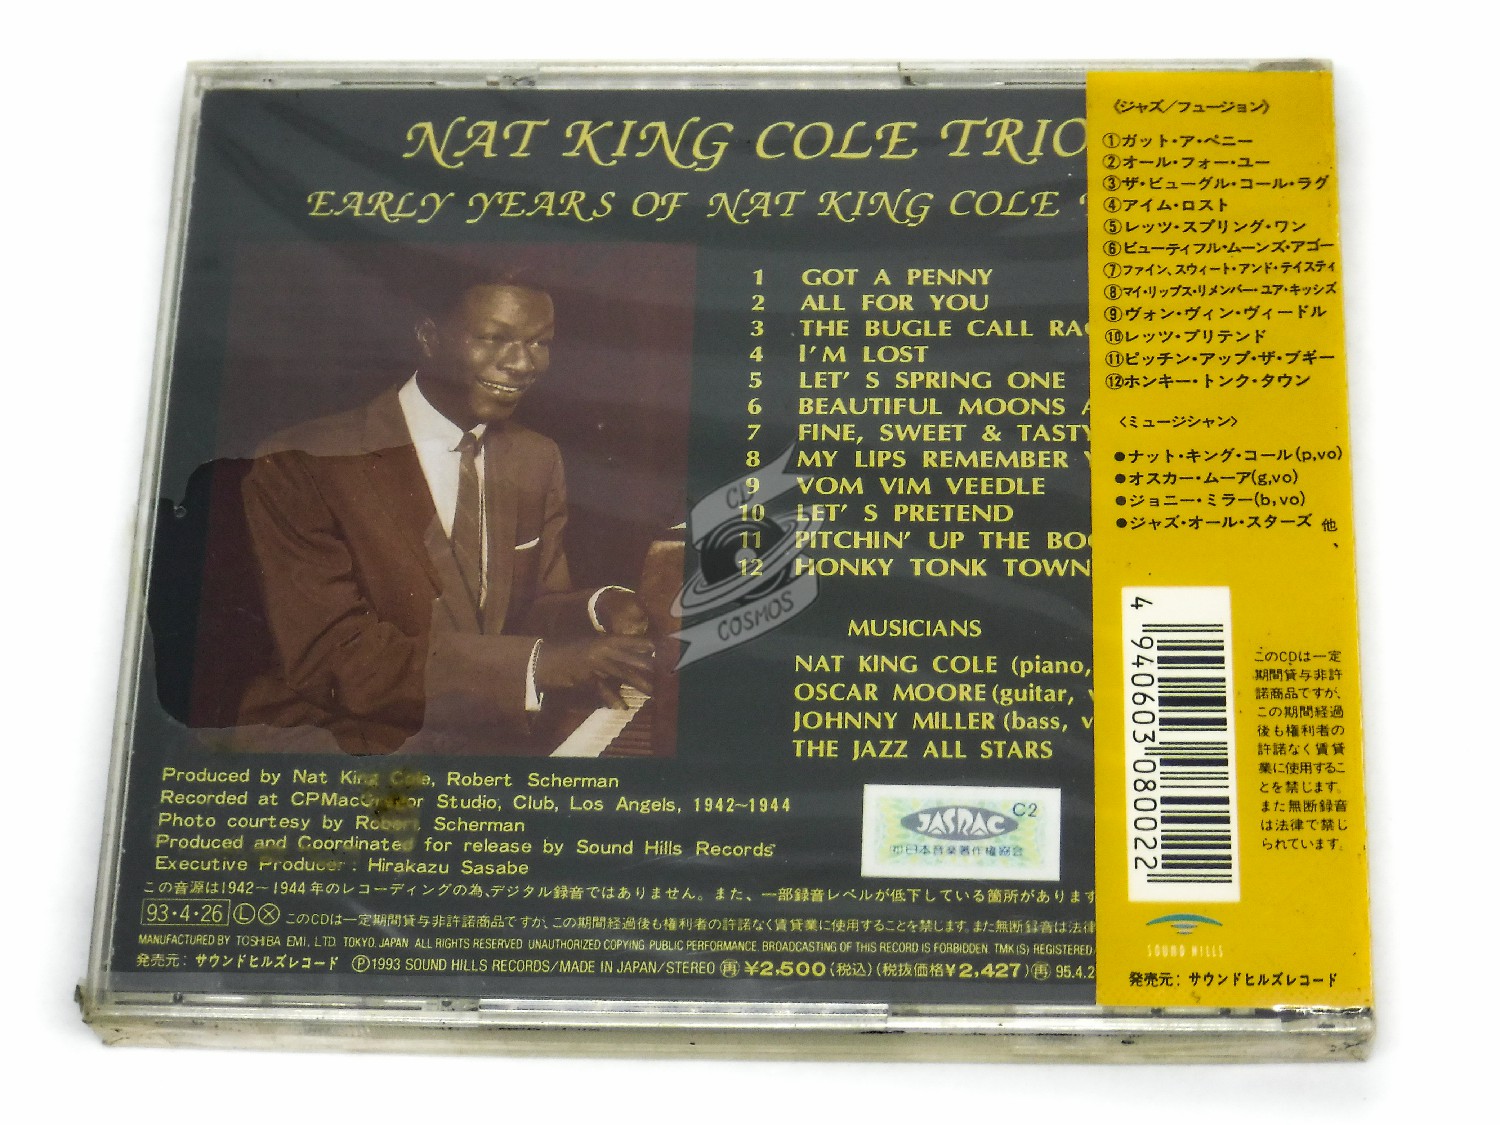 NAT KING COLE TRIO
EARLY YEARS OF NAT KING COLE
1 GOT A PENNY
2 ALL FOR YOU
3 THE BUGLE CALL RAG
4 I'M LOST
5 LET'S SPRING ONE
6 BEAUTIFUL MOONS A
7 FINE, SWEET & TASTY
8 MY LIPS REMEMBER Y
9 VOM VIM VEEDLE
10 LET'S PRETEND
11 PITCHIN' UP THE BOO
12 HONKY TONK TOWN
MUSICIANS
NAT KING COLE (piano,
OSCAR MOORE (guitar, v
JOHNNY MILLER (bass, v
THE JAZZ ALL STARS
CD
COSMOS
JASRAC C2
日本音楽著作権協会
Produced by Nat King Cole, Robert Scherman
Recorded at CPMacGregor Studio, Club, Los Angels, 1942~1944
Photo courtesy by Robert Scherman
Produced and Coordinated for release by Sound Hills Records
Executive Producer : Hirakazu Sasabe
この音源は1942~1944年のレコーディングの為、デジタル録音ではありません。また、一部録音レベルが低下している箇所があります
93・4・26 Ⓛ Ⓧ このCDは一定期間貸与非許諾商品ですが、この期間経過後も権利者の許諾なく賃貸業に使用することを禁じます。また無断録音は法律
MANUFACTURED BY TOSHIBA EMI, LTD. TOKYO. JAPAN ALL RIGHTS RESERVED. UNAUTHORIZED COPYING. PUBLIC PERFORMANCE. BROADCASTING OF THIS RECORD IS FORBIDDEN. TMK(S) REGISTERED.
発売元: サウンドヒルズレコード Ⓟ1993 SOUND HILLS RECORDS/MADE IN JAPAN/STEREO 再 ¥2,500(税込)(税抜価格¥2,427)再 95.4.2
《ジャズ/フュージョン》
①ガット・ア・ペニー
②オール・フォー・ユー
③ザ・ビューグル・コール・ラグ
④アイム・ロスト
⑤レッツ・スプリング・ワン
⑥ビューティフル・ムーンズ・アゴー
⑦ファイン、スウィート・アンド・テイスティ
⑧マイ・リップス・リメンバー・ユア・キッシズ
⑨ヴォン・ヴィン・ヴィードル
⑩レッツ・プリテンド
⑪ピッチン・アップ・ザ・ブギー
⑫ホンキー・トンク・タウン
〈ミュージシャン〉
●ナット・キング・コール(p,vo)
●オスカー・ムーア(g,vo)
●ジョニー・ミラー(b,vo)
●ジャズ・オール・スターズ 他、
4 940603 080022
このCDは一定
期間貸与非許
諾商品ですが、
この期間経過
後も権利者の
許諾なく賃貸
業に使用するこ
とを禁じます。
また無断録音
は法律で禁じ
られています。
SOUND HILLS
発売元: サウンドヒルズレコード